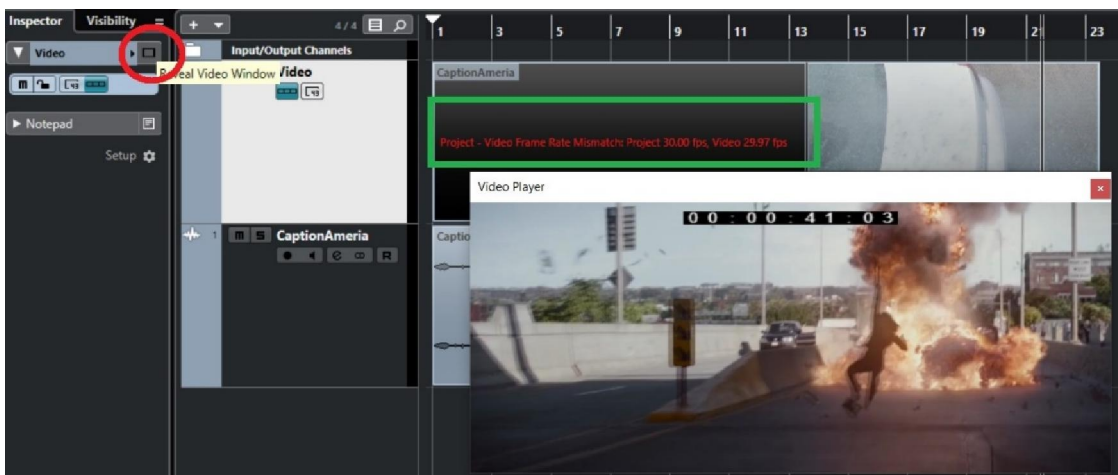 Inspector Visibility
4/4
1 3 5 7 9 11 13 15 17 19 21 23
Video
Input/Output Channels
Reveal Video Window
Video
CaptionAmeria
Project - Video Frame Rate Mismatch: Project 30.00 fps, Video 29.97 fps
Notepad
Setup
Video Player
00:00:41:03
1 m S CaptionAmeria
R
Captio